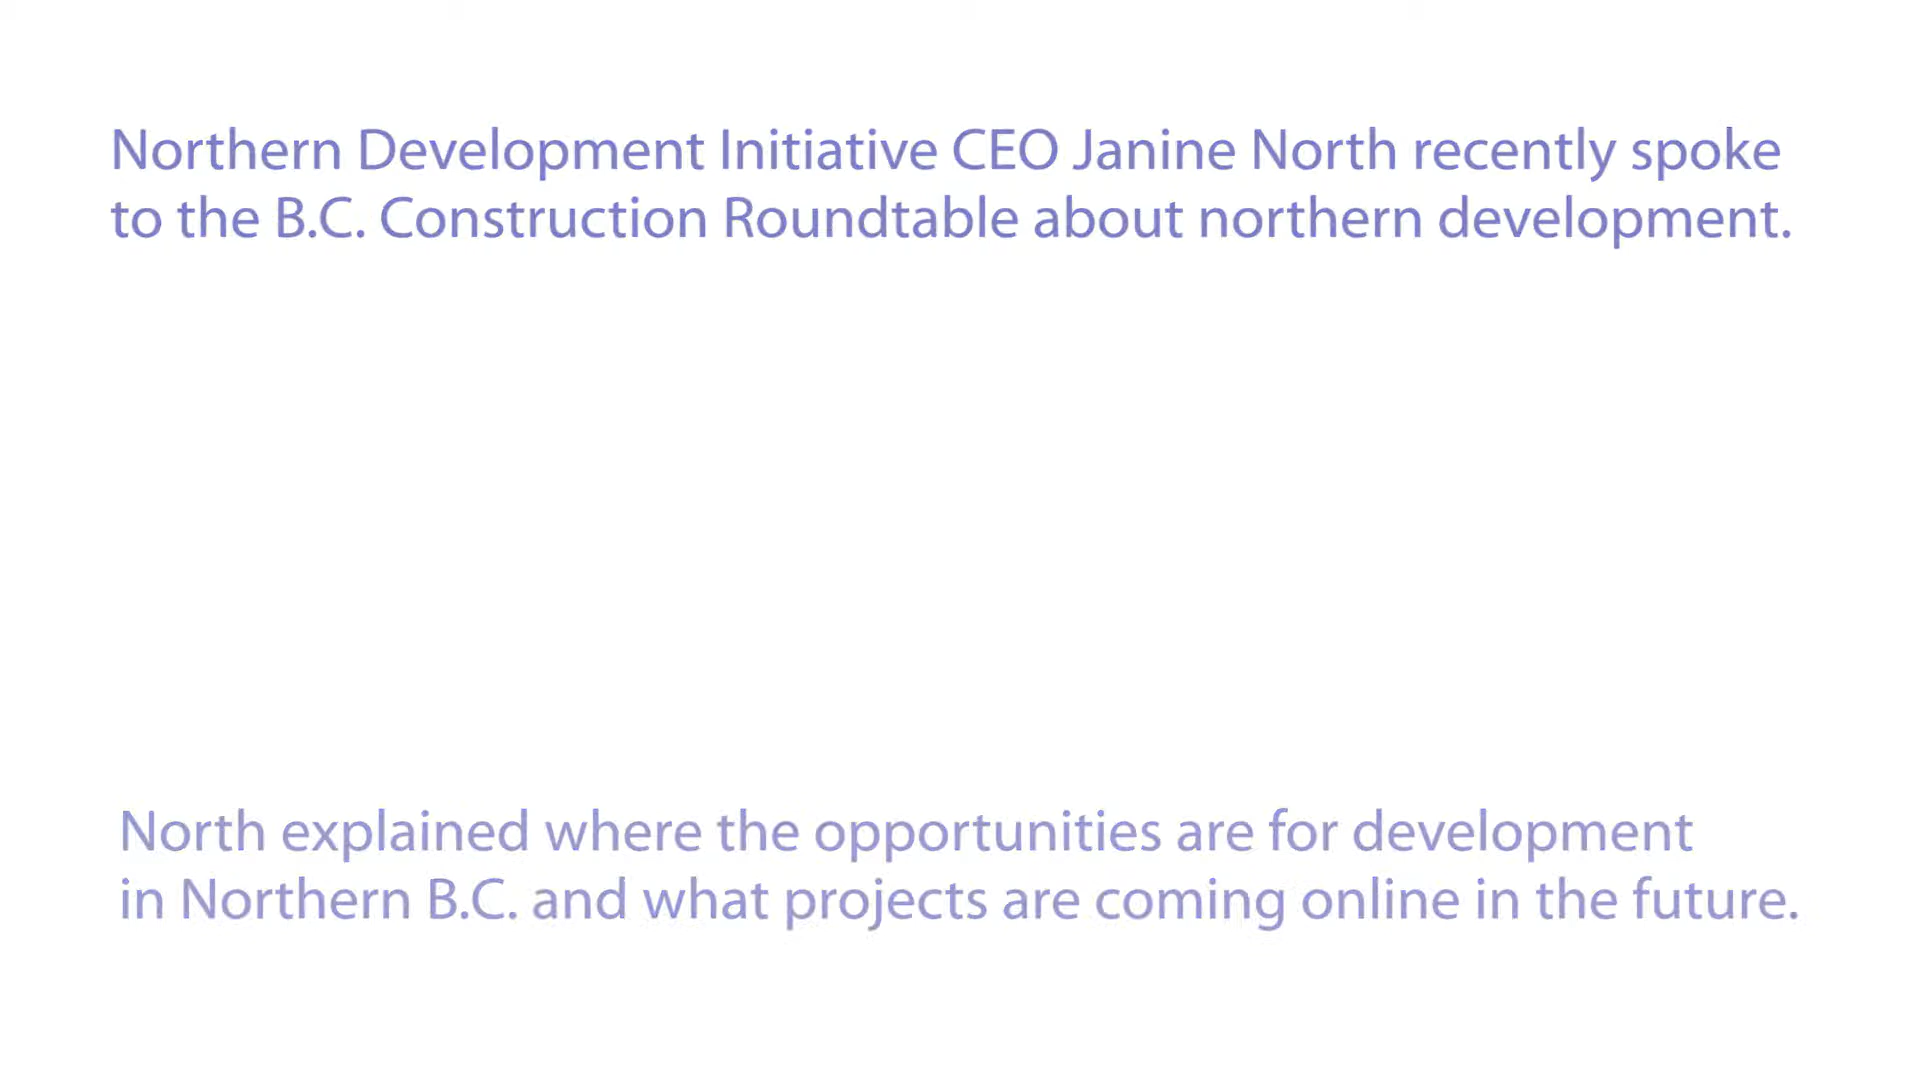 Northern Development Initiative CEO Janine North recently spoke
to the B.C. Construction Roundtable about northern development.
North explained where the opportunities are for development
in Northern B.C. and what projects are coming online in the future.